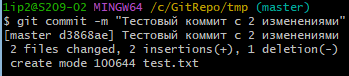 1ip2@S209-02 MINGW64 /c/GitRepo/tmp (master)
$ git commit -m "Тестовый коммит с 2 изменениями"
[master d3868ae] Тестовый коммит с 2 изменениями
 2 files changed, 2 insertions(+), 1 deletion(-)
 create mode 100644 test.txt